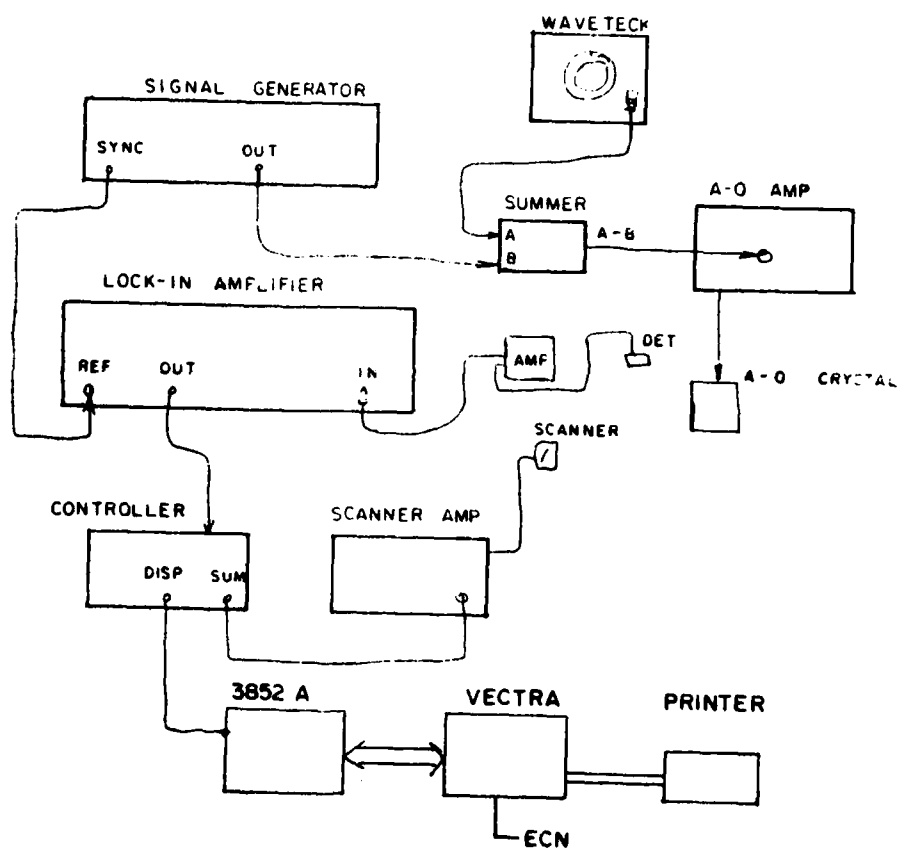 WAVETECK
SIGNAL GENERATOR
SYNC OUT
SUMMER
A
B
A-B
A-O AMP
LOCK-IN AMPLIFIER
REF OUT IN
A
AMP
DET
A-O CRYSTAL
SCANNER
CONTROLLER
SCANNER AMP
DISP SUM
3852 A
VECTRA
PRINTER
ECN